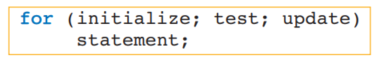 for (initialize; test; update)
     statement;